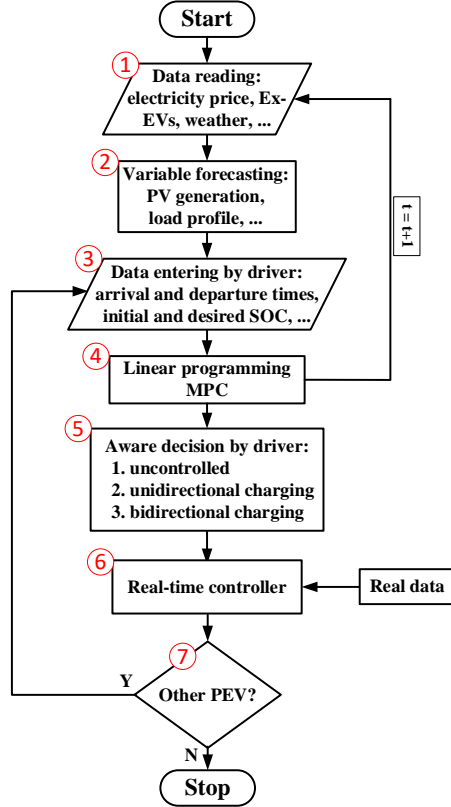 Start
1
Data reading:
electricity price, Ex-
EVs, weather, ...
2
Variable forecasting:
PV generation,
load profile, ...
t = t+1
3
Data entering by driver:
arrival and departure times,
initial and desired SOC, ...
4
Linear programming
MPC
5
Aware decision by driver:
1. uncontrolled
2. unidirectional charging
3. bidirectional charging
6
Real-time controller
Real data
7
Y
Other PEV?
N
Stop